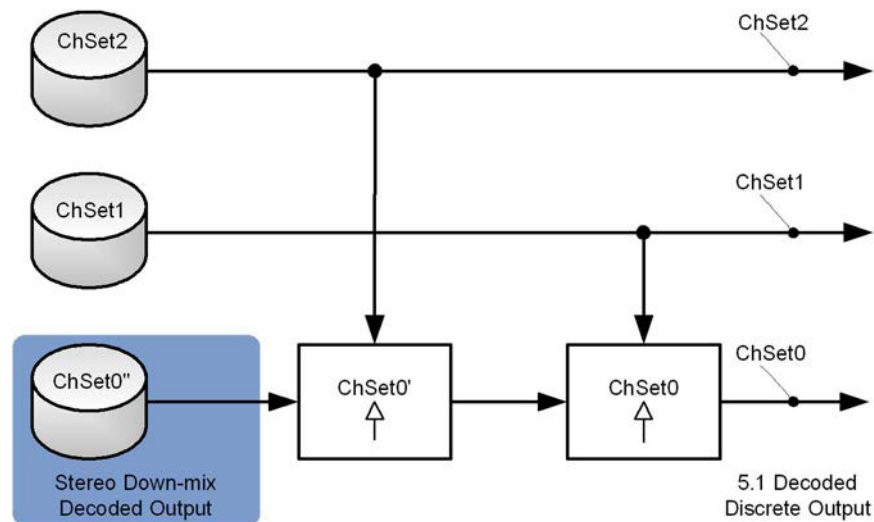 ChSet2
ChSet2
ChSet1
ChSet1
ChSet0"
ChSet0'
ChSet0
ChSet0
Stereo Down-mix
Decoded Output
5.1 Decoded
Discrete Output